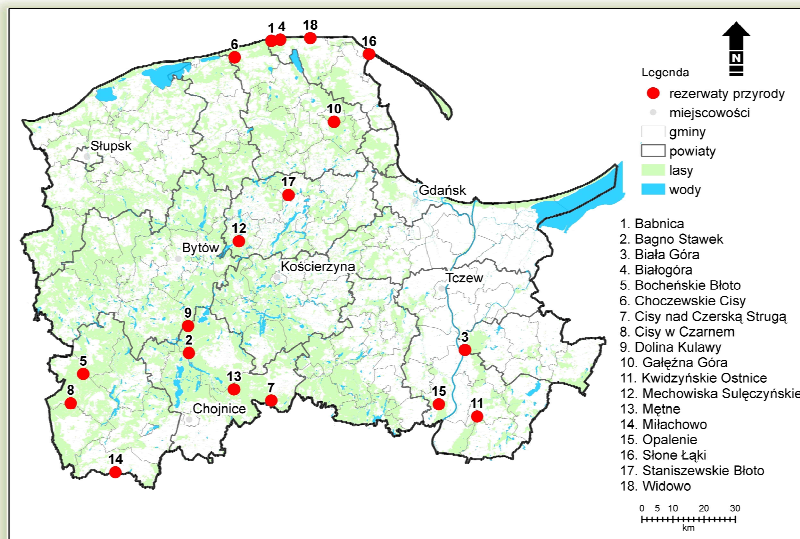 1 4 18
6
16
N
Legenda
rezerwaty przyrody
miejscowości
gminy
powiaty
lasy
wody
10
Słupsk
17
Gdańsk
12
Bytów
Kościerzyna
Tczew
9
2
3
5
13
7
8
Chojnice
15
11
14
1. Babnica
2. Bagno Stawek
3. Biała Góra
4. Białogóra
5. Bocheńskie Błoto
6. Choczewskie Cisy
7. Cisy nad Czerską Strugą
8. Cisy w Czarnem
9. Dolina Kulawy
10. Gałęźna Góra
11. Kwidzyńskie Ostnice
12. Mechowiska Sulęczyńskie
13. Mętne
14. Miłachowo
15. Opalenie
16. Słone Łąki
17. Staniszewskie Błoto
18. Widowo
0 5 10 20 30
km